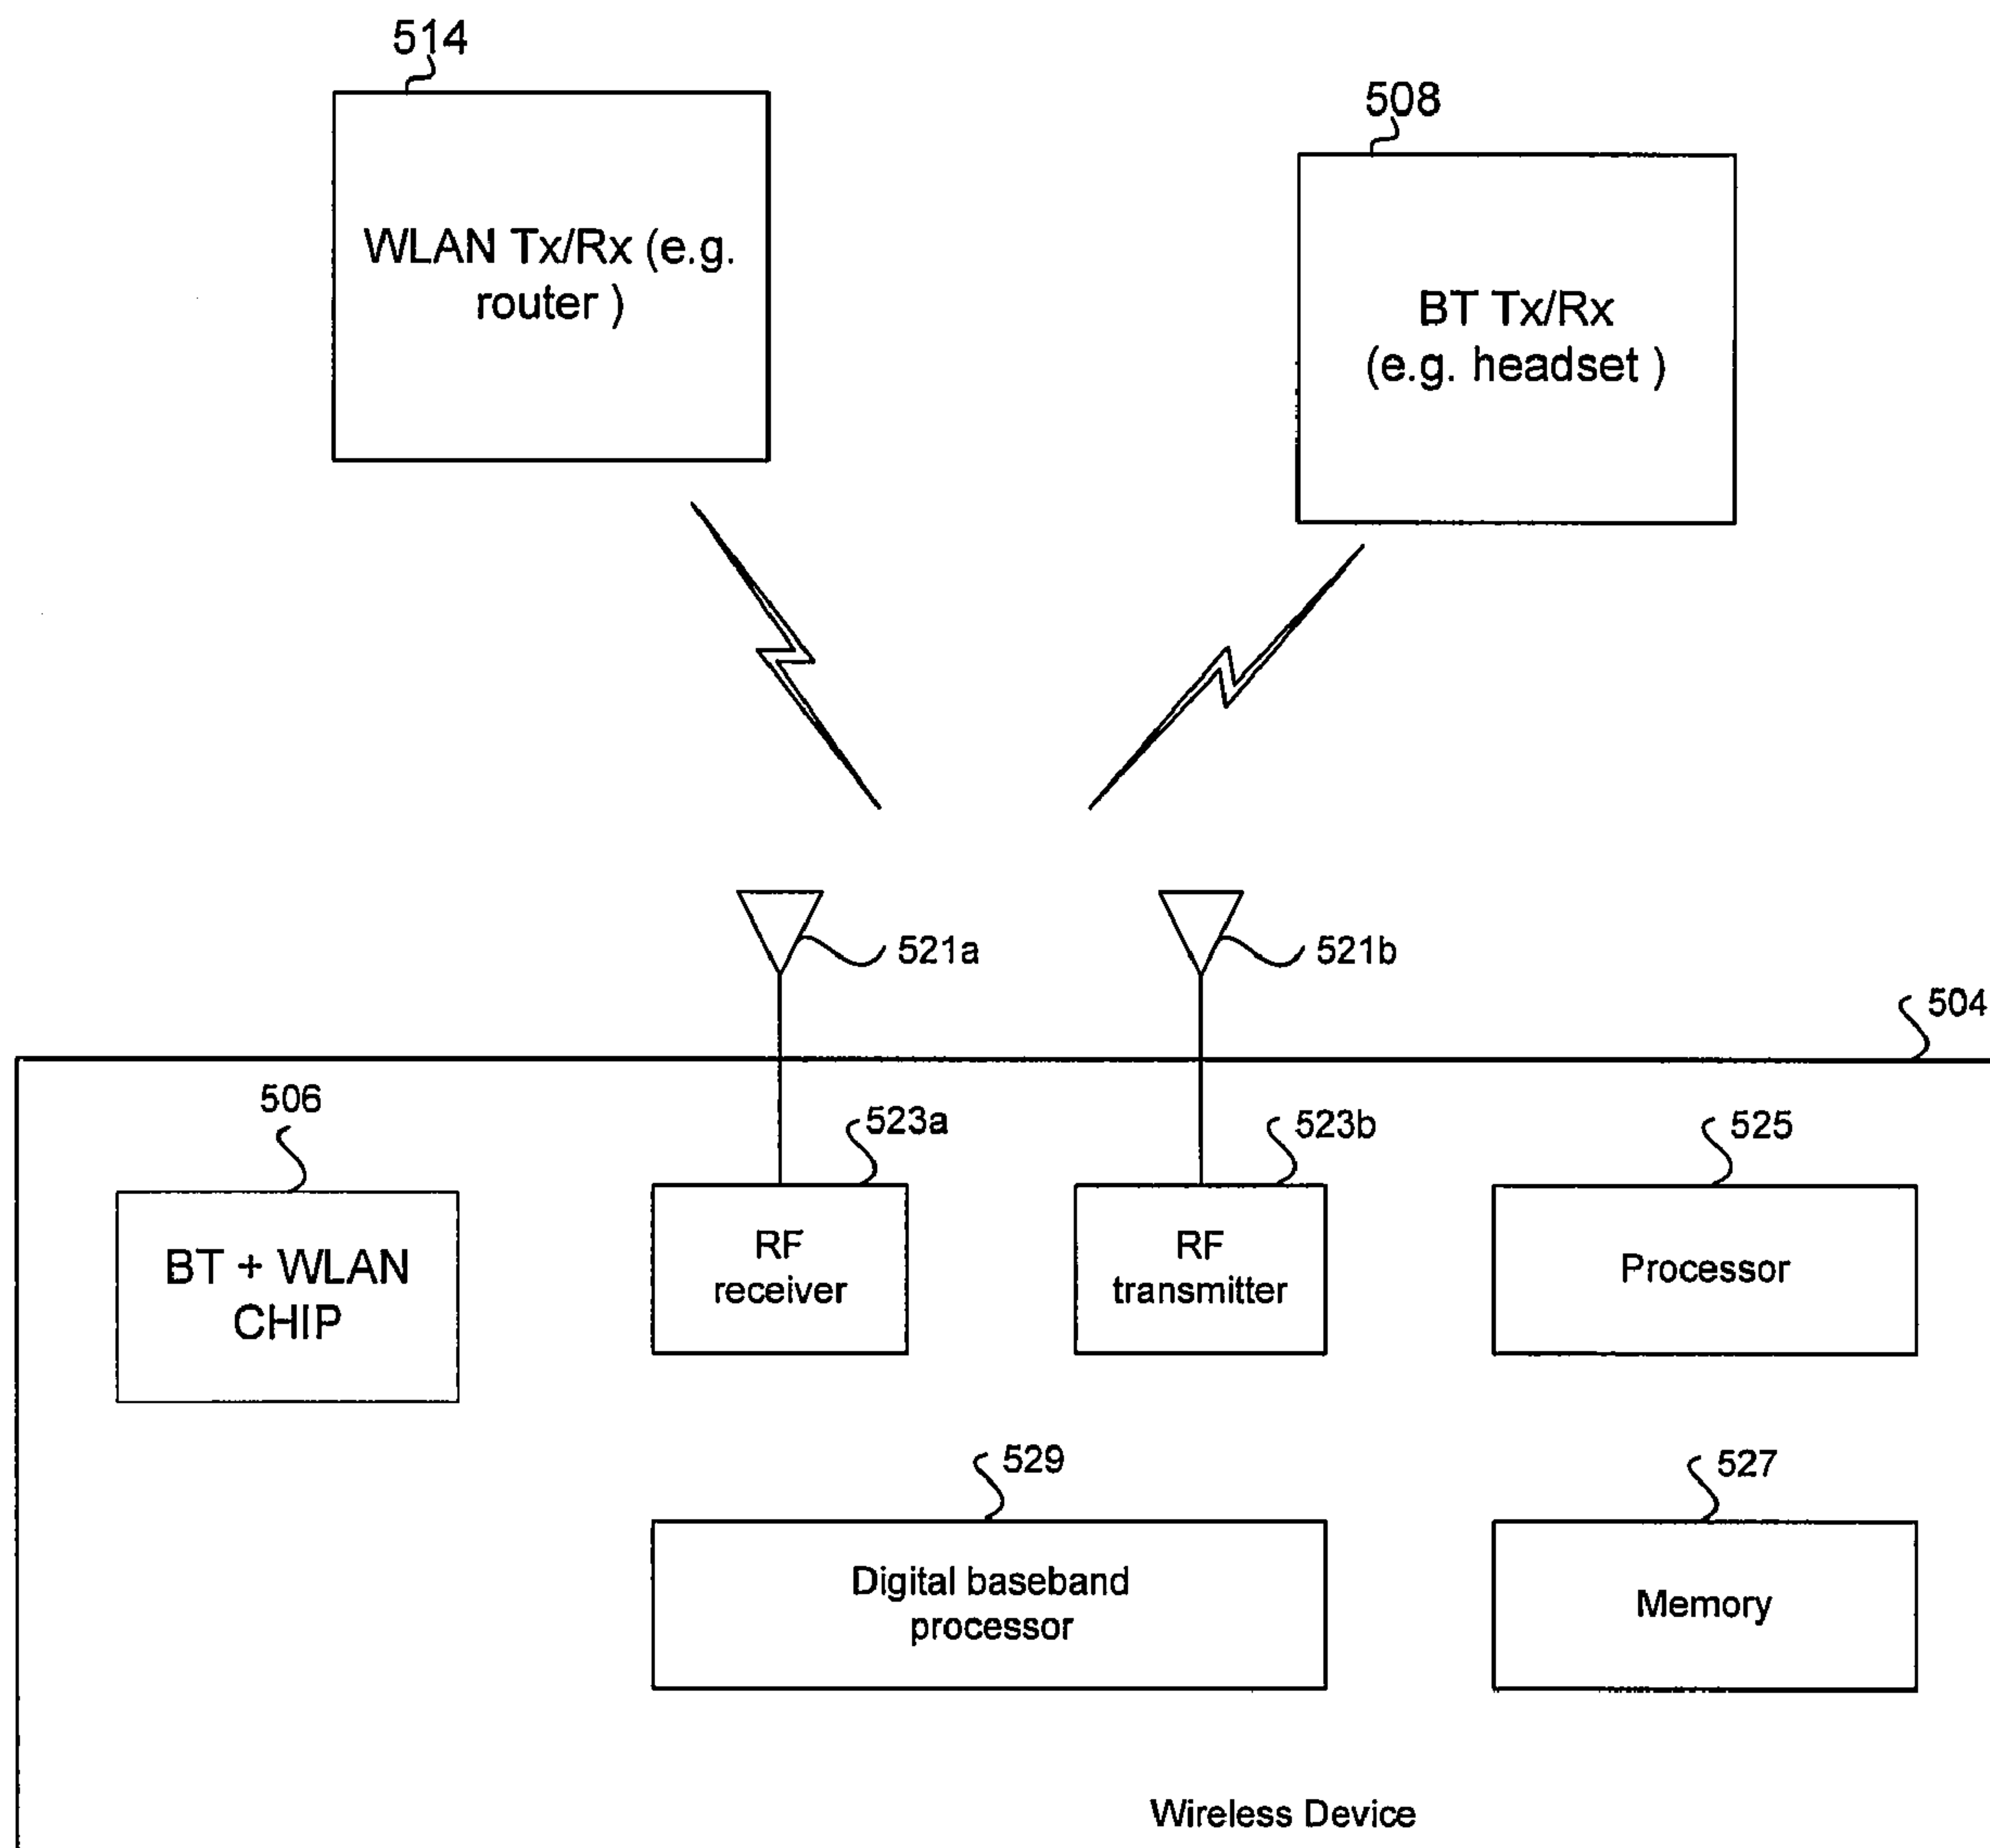 514
508
WLAN Tx/Rx (e.g.
router )
BT Tx/Rx
(e.g. headset )
521a
521b
504
506
523a
523b
525
BT + WLAN
CHIP
RF
receiver
RF
transmitter
Processor
529
527
Digital baseband
processor
Memory
Wireless Device